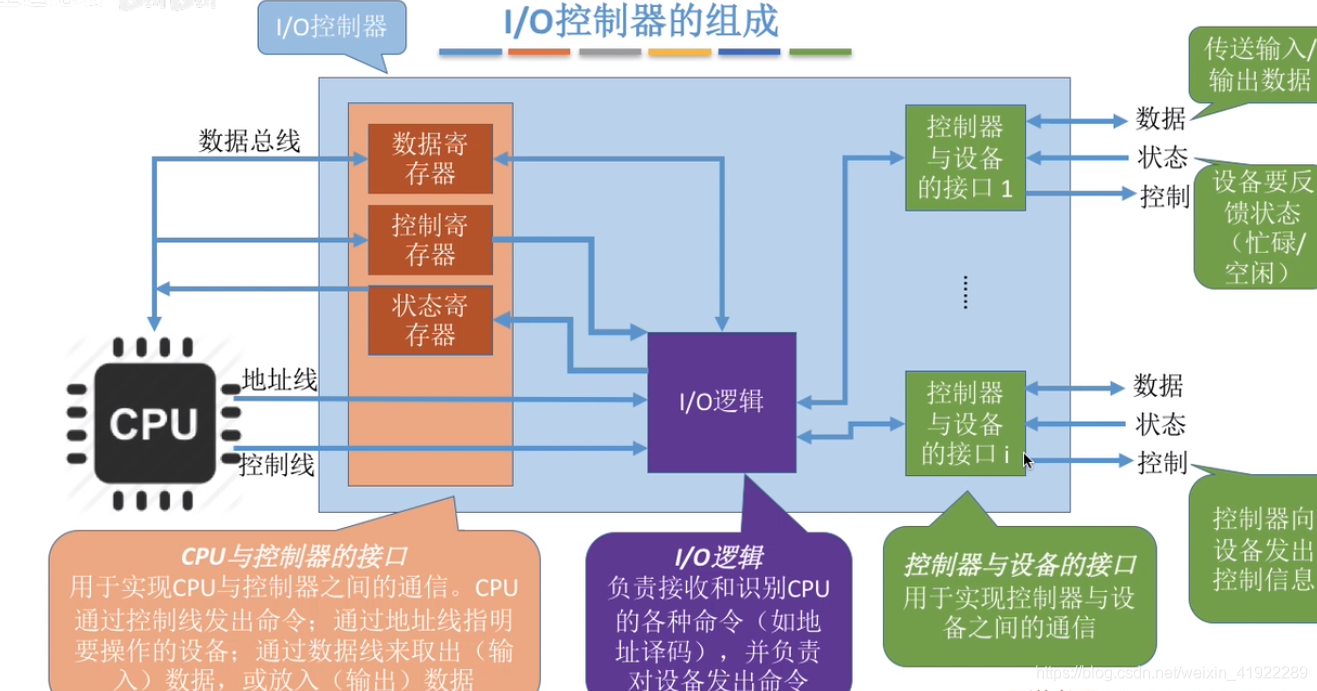 I/O控制器的组成
I/O控制器
传送输入/
输出数据
数据总线
数据寄
存器
控制寄
存器
状态寄
存器
控制器
与设备
的接口 1
数据
状态
控制
设备要反
馈状态
（忙碌/
空闲）
地址线
CPU
控制线
I/O逻辑
控制器
与设备
的接口 i
数据
状态
控制
控制器向
设备发出
控制信息
CPU与控制器的接口
用于实现CPU与控制器之间的通信。CPU
通过控制线发出命令；通过地址线指明
要操作的设备；通过数据线来取出（输
入）数据，或放入（输出）数据
I/O逻辑
负责接收和识别CPU
的各种命令（如地
址译码），并负责
对设备发出命令
控制器与设备的接口
用于实现控制器与设
备之间的通信
https://blog.csdn.net/weixin_41922289